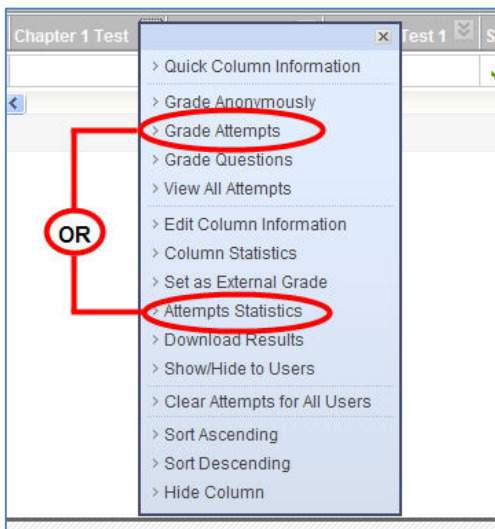 Chapter 1 Test
Test 1
S
> Quick Column Information
> Grade Anonymously
> Grade Attempts
> Grade Questions
> View All Attempts
OR
> Edit Column Information
> Column Statistics
> Set as External Grade
> Attempts Statistics
> Download Results
> Show/Hide to Users
> Clear Attempts for All Users
> Sort Ascending
> Sort Descending
> Hide Column